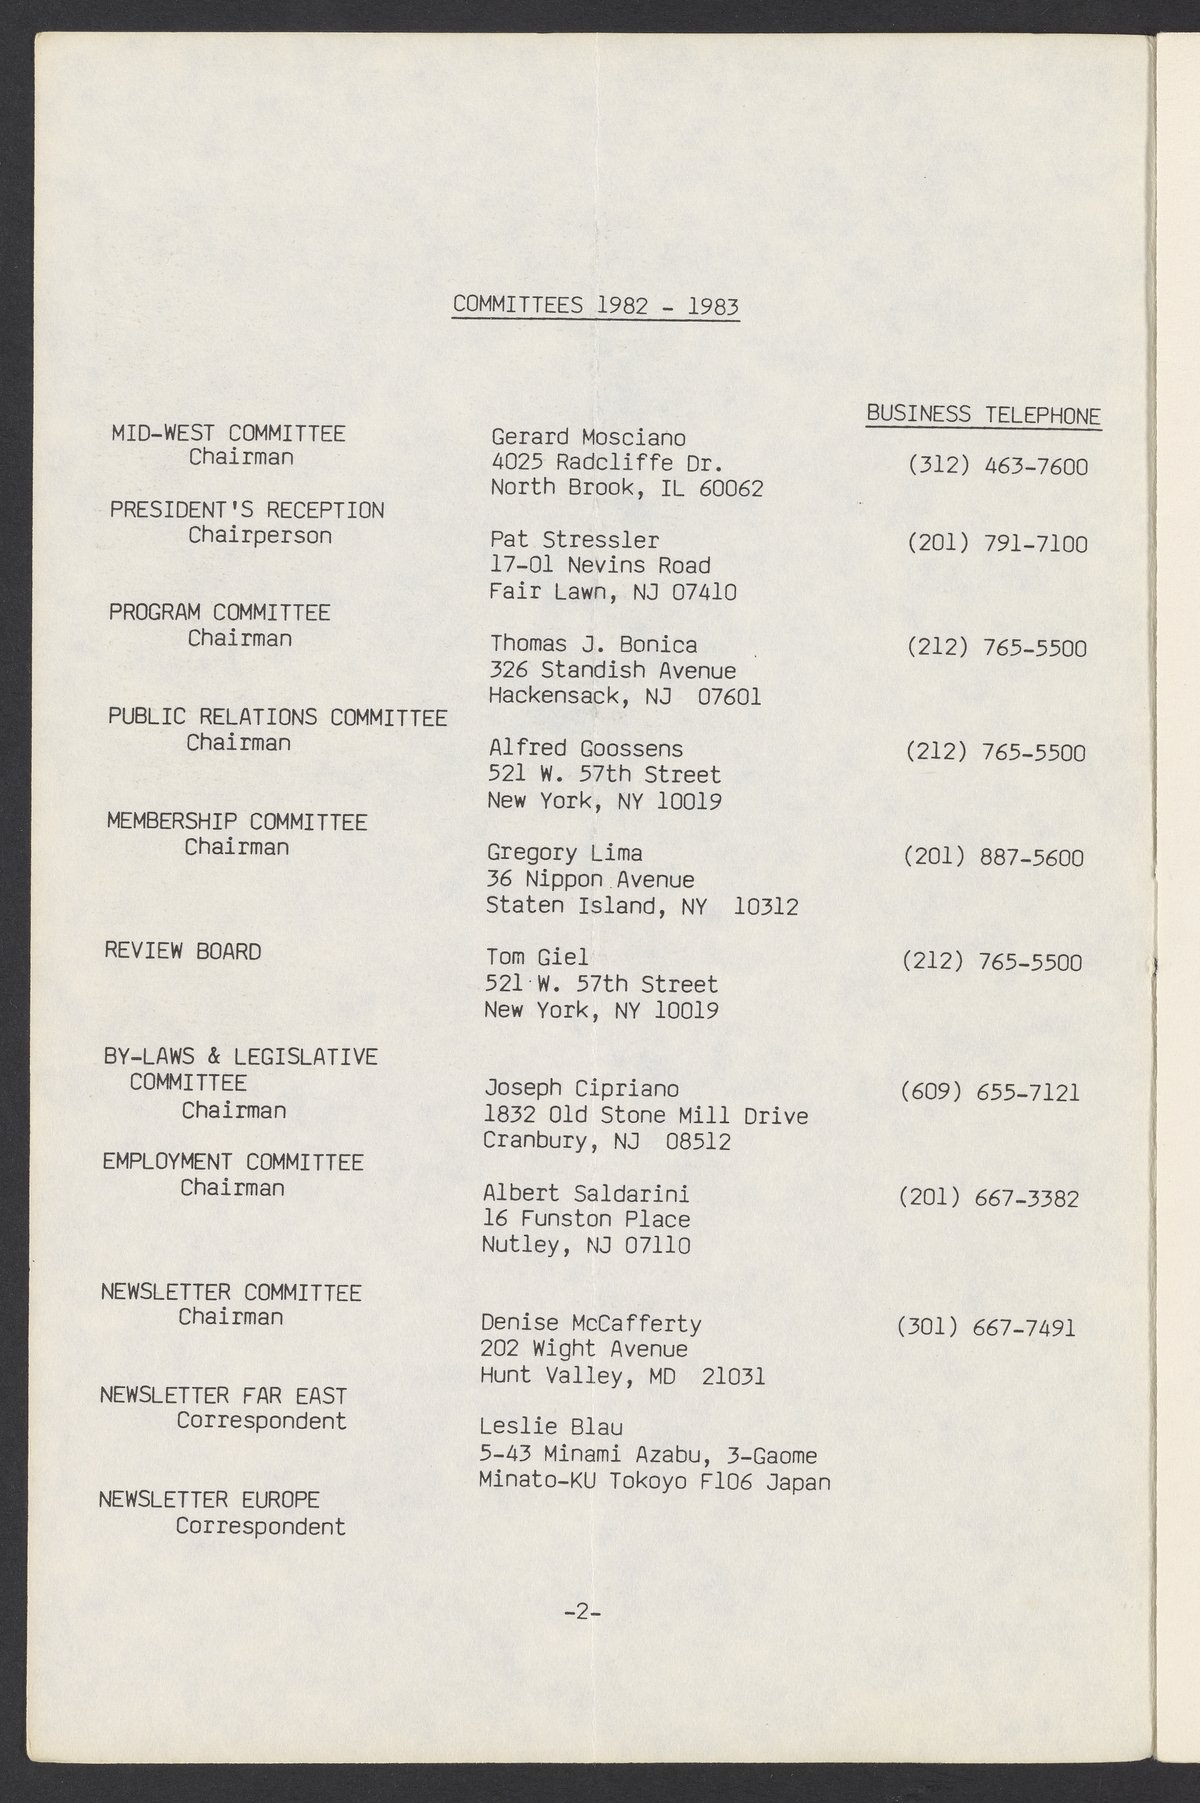 COMMITTEES 1982 - 1983
BUSINESS TELEPHONE
MID-WEST COMMITTEE
Chairman
Gerard Mosciano
4025 Radcliffe Dr.
North Brook, IL 60062
(312) 463-7600
PRESIDENT'S RECEPTION
Chairperson
Pat Stressler
17-01 Nevins Road
Fair Lawn, NJ 07410
(201) 791-7100
PROGRAM COMMITTEE
Chairman
Thomas J. Bonica
326 Standish Avenue
Hackensack, NJ 07601
(212) 765-5500
PUBLIC RELATIONS COMMITTEE
Chairman
Alfred Goossens
521 W. 57th Street
New York, NY 10019
(212) 765-5500
MEMBERSHIP COMMITTEE
Chairman
Gregory Lima
36 Nippon Avenue
Staten Island, NY 10312
(201) 887-5600
REVIEW BOARD
Tom Giel
521 W. 57th Street
New York, NY 10019
(212) 765-5500
BY-LAWS & LEGISLATIVE
COMMITTEE
Chairman
Joseph Cipriano
1832 Old Stone Mill Drive
Cranbury, NJ 08512
(609) 655-7121
EMPLOYMENT COMMITTEE
Chairman
Albert Saldarini
16 Funston Place
Nutley, NJ 07110
(201) 667-3382
NEWSLETTER COMMITTEE
Chairman
Denise McCafferty
202 Wight Avenue
Hunt Valley, MD 21031
(301) 667-7491
NEWSLETTER FAR EAST
Correspondent
Leslie Blau
5-43 Minami Azabu, 3-Gaome
Minato-KU Tokoyo F106 Japan
NEWSLETTER EUROPE
Correspondent
-2-